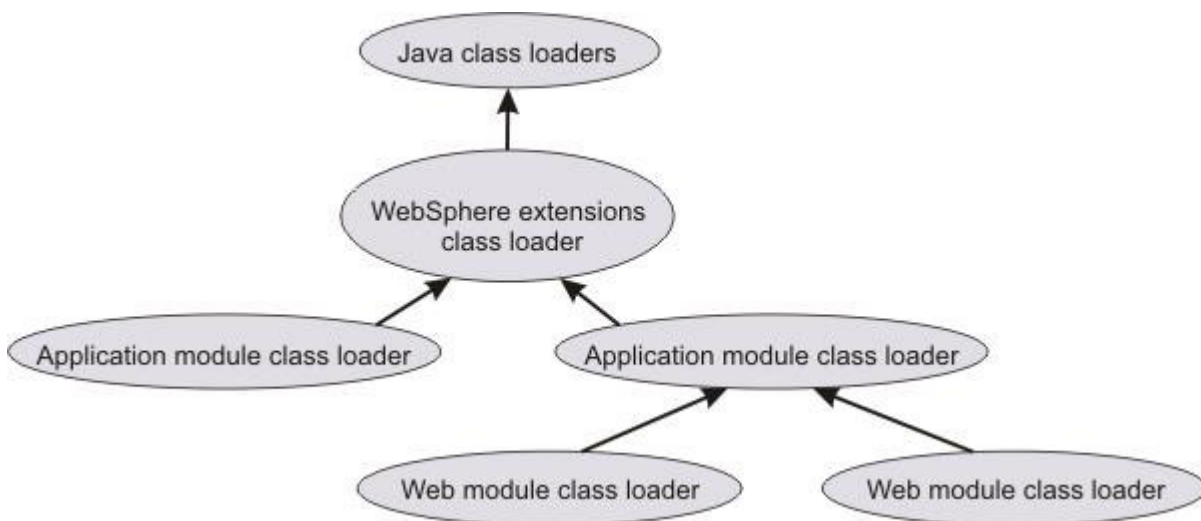 Java class loaders
WebSphere extensions
class loader
Application module class loader
Application module class loader
Web module class loader
Web module class loader